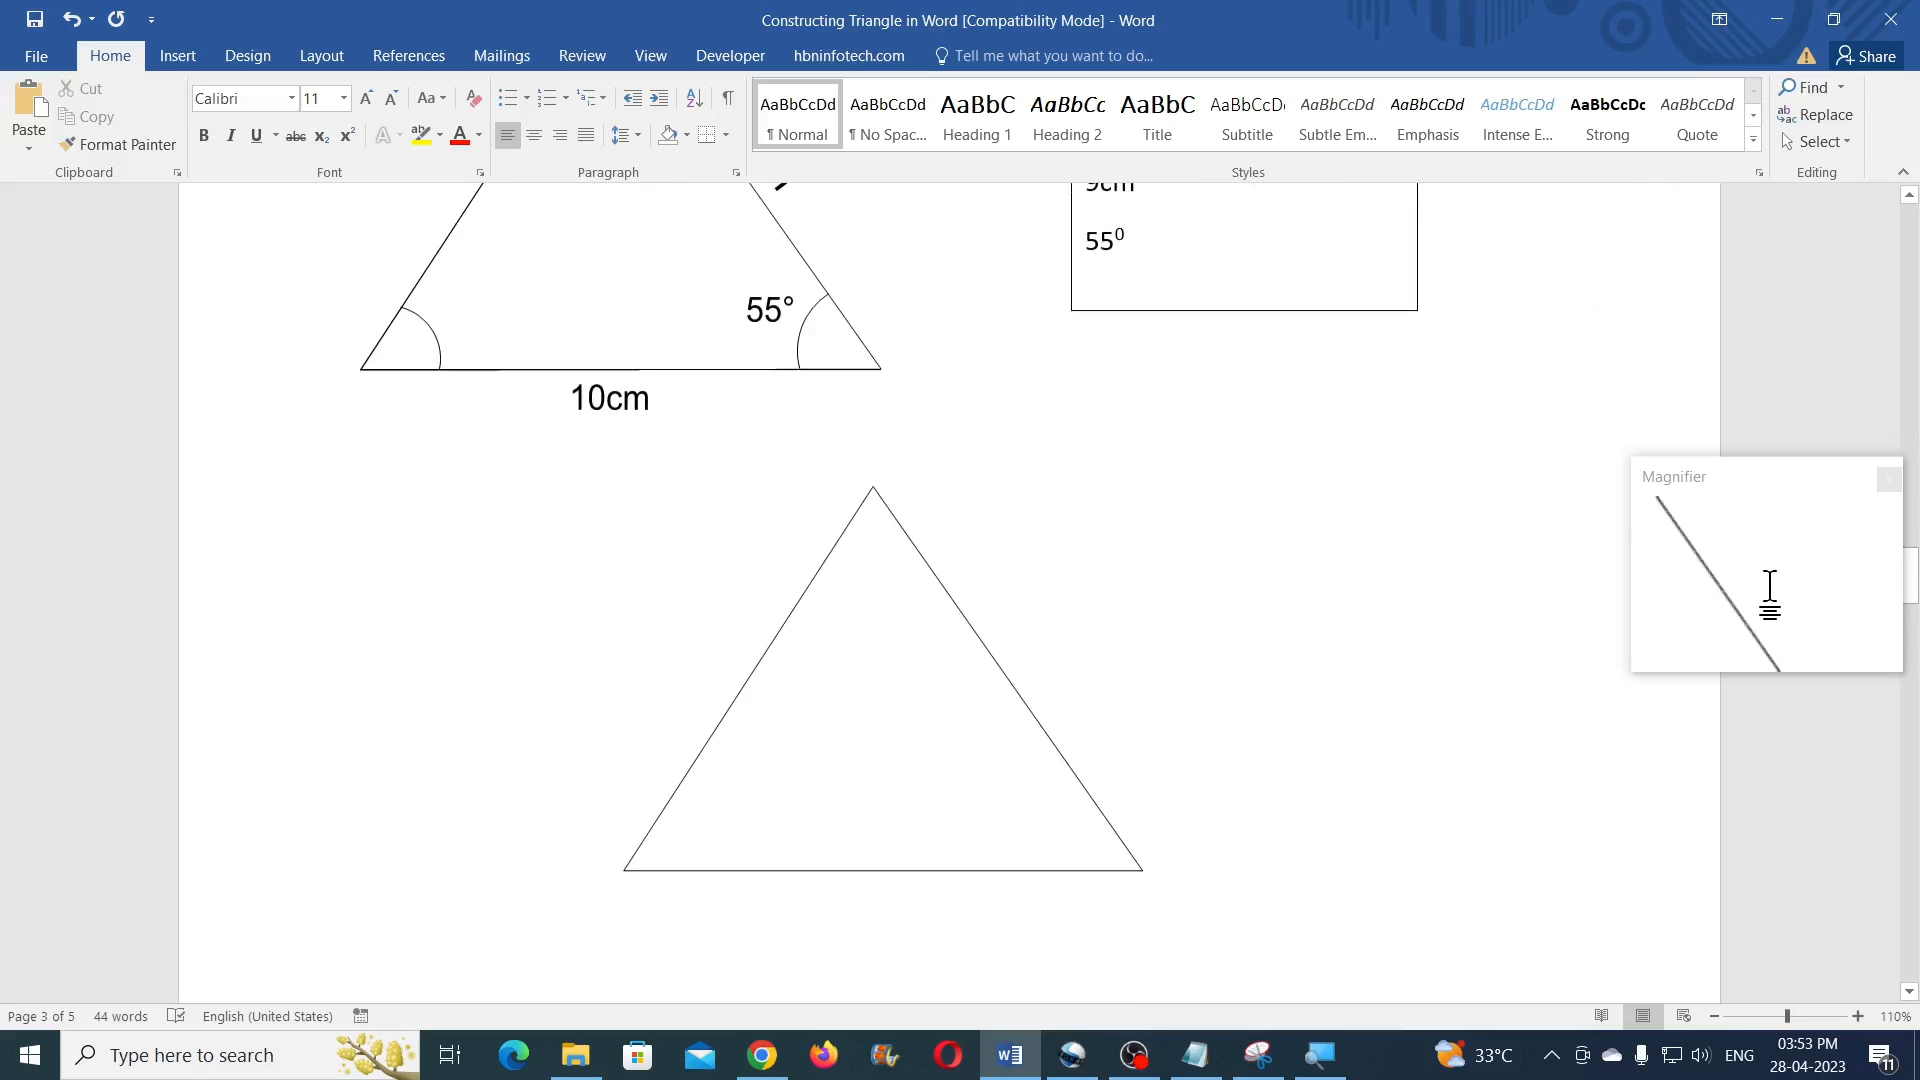 Constructing Triangle in Word [Compatibility Mode] - Word
File Home Insert Design Layout References Mailings Review View Developer hbninfotech.com Tell me what you want to do... Share
Paste
Cut
Copy
Format Painter
Clipboard
Calibri 11
Font
Paragraph
AaBbCcDd AaBbCcDd AaBbC AaBbCc AaBbC AaBbCcD AaBbCcDd AaBbCcDd AaBbCcDd AaBbCcDc AaBbCcDd
¶ Normal ¶ No Spac... Heading 1 Heading 2 Title Subtitle Subtle Em... Emphasis Intense E... Strong Quote
Styles
Find
Replace
Select
Editing
9cm
55⁰
55°
10cm
Magnifier
Page 3 of 5 44 words English (United States) 110%
Type here to search
33°C
ENG
03:53 PM
28-04-2023
11